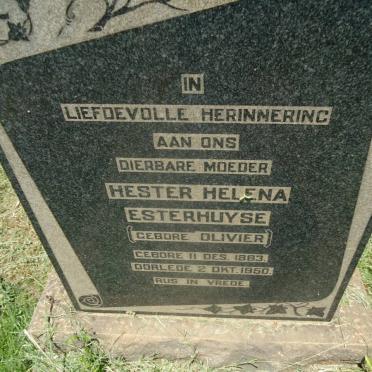 IN
LIEFDEVOLLE HERINNERING
AAN ONS
DIERBARE MOEDER
HESTER HELENA
ESTERHUYSE
(GEBORE OLIVIER)
GEBORE 11 DES. 1883.
OORLEDE 2 OKT. 1950.
RUS IN VREDE.